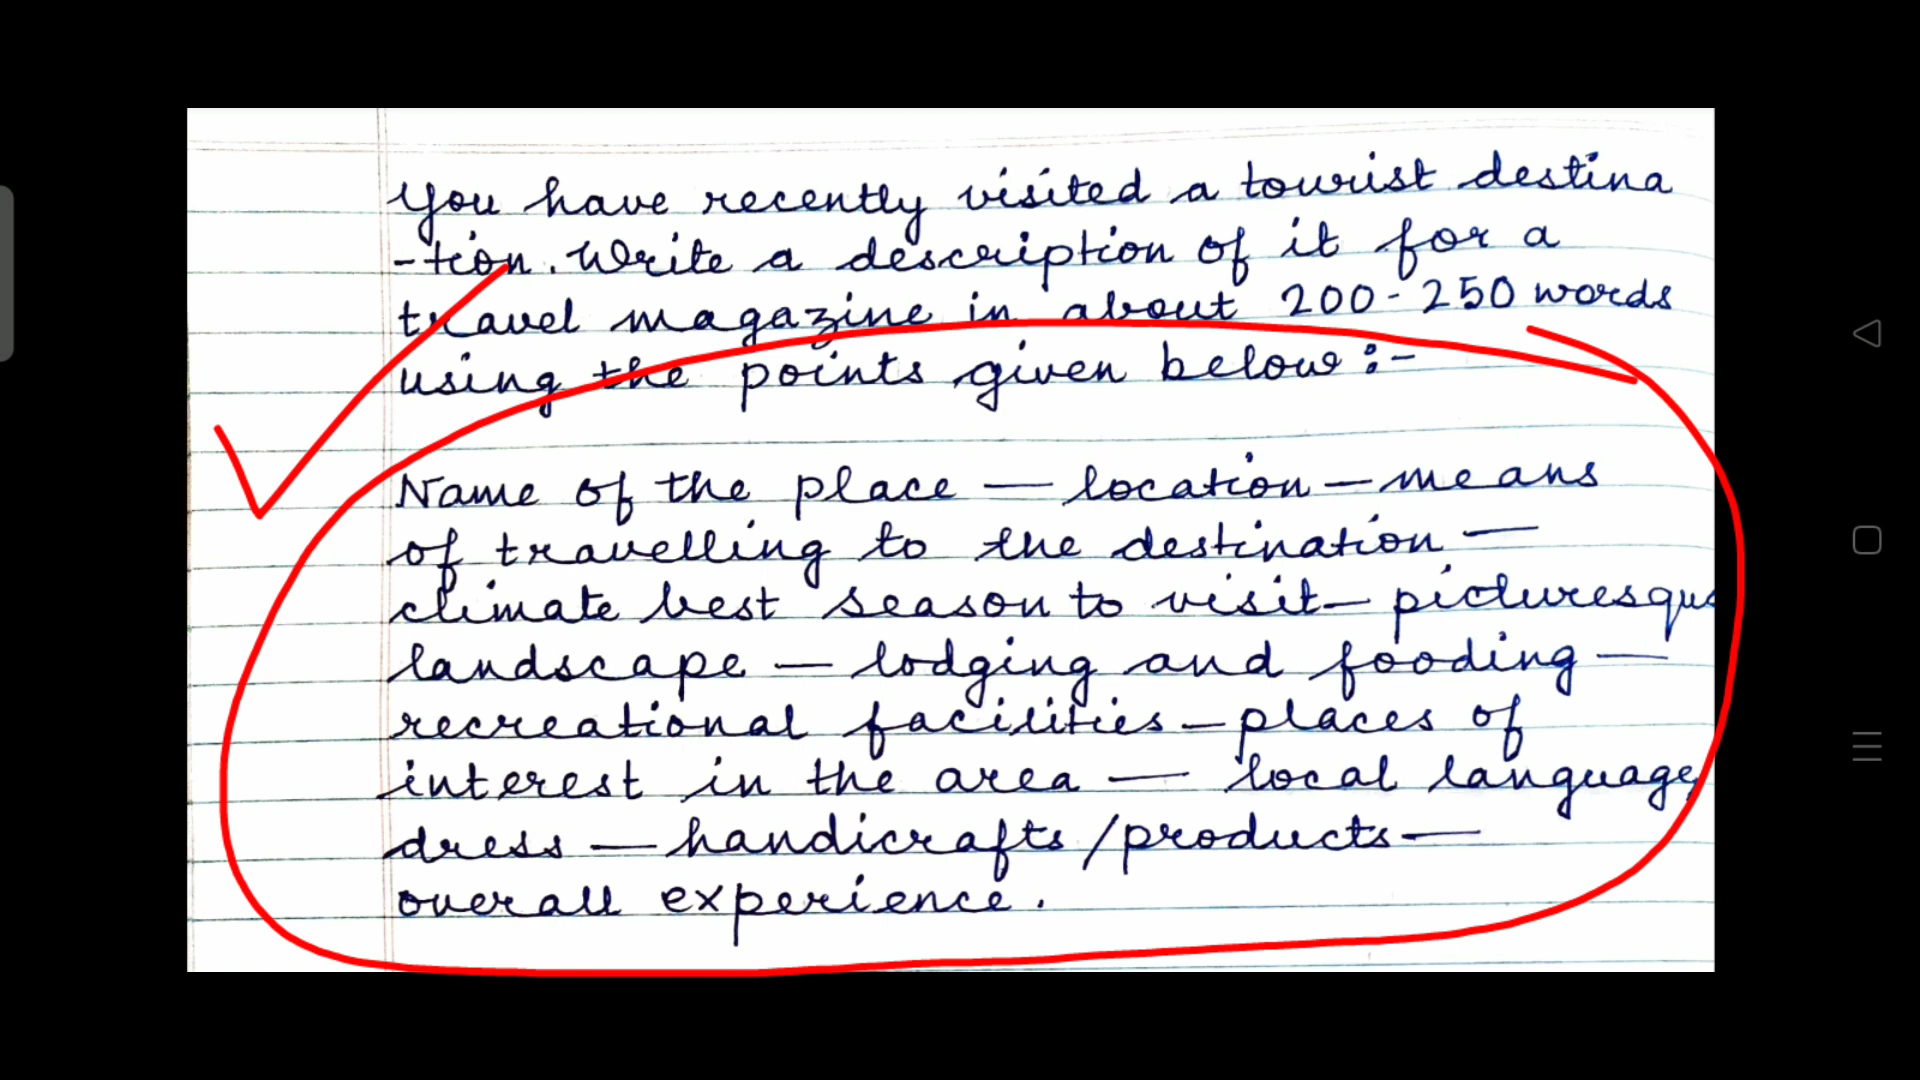 You have recently visited a tourist destina
-tion. Write a description of it for a
travel magazine in about 200-250 words
using the points given below:-
Name of the place — location — means
of travelling to the destination —
climate best season to visit — picturesque
landscape — lodging and fooding —
recreational facilities — places of
interest in the area — local language,
dress — handicrafts/products —
overall experience.